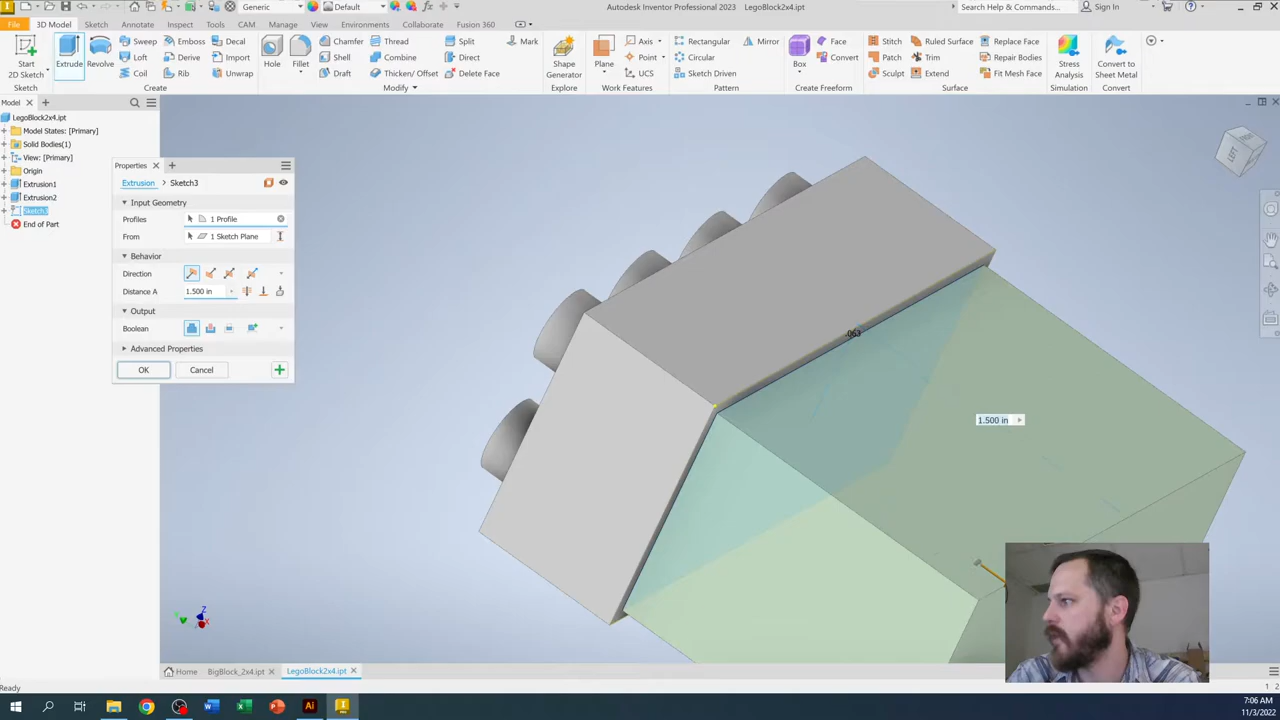 Generic
Default
Autodesk Inventor Professional 2023 LegoBlock2x4.ipt
Search Help & Commands...
Sign In
File 3D Model Sketch Annotate Inspect Tools CAM Manage View Environments Get Started Collaborate Fusion 360
Start
2D Sketch
Sketch
Extrude
Revolve
Sweep
Loft
Coil
Emboss
Derive
Rib
Decal
Import
Unwrap
Create
Hole
Fillet
Chamfer
Shell
Draft
Thread
Combine
Thicken/ Offset
Split
Direct
Delete Face
Modify
Mark
Shape
Generator
Explore
Plane
Axis
Point
UCS
Work Features
Rectangular
Circular
Sketch Driven
Mirror
Pattern
Box
Face
Convert
Create Freeform
Stitch
Patch
Sculpt
Ruled Surface
Trim
Extend
Replace Face
Repair Bodies
Fit Mesh Face
Surface
Stress
Analysis
Simulation
Convert to
Sheet Metal
Convert
Model
LegoBlock2x4.ipt
Model States: [Primary]
Solid Bodies(1)
View: [Primary]
Origin
Extrusion1
Extrusion2
Sketch3
End of Part
Properties
Extrusion > Sketch3
Input Geometry
Profiles 1 Profile
From 1 Sketch Plane
Behavior
Direction
Distance A 1.500 in
Output
Boolean
Advanced Properties
OK Cancel
LEFT
.063
1.500 in
Z
Home BigBlock_2x4.ipt LegoBlock2x4.ipt
Ready
1 2
7:06 AM
11/3/2022